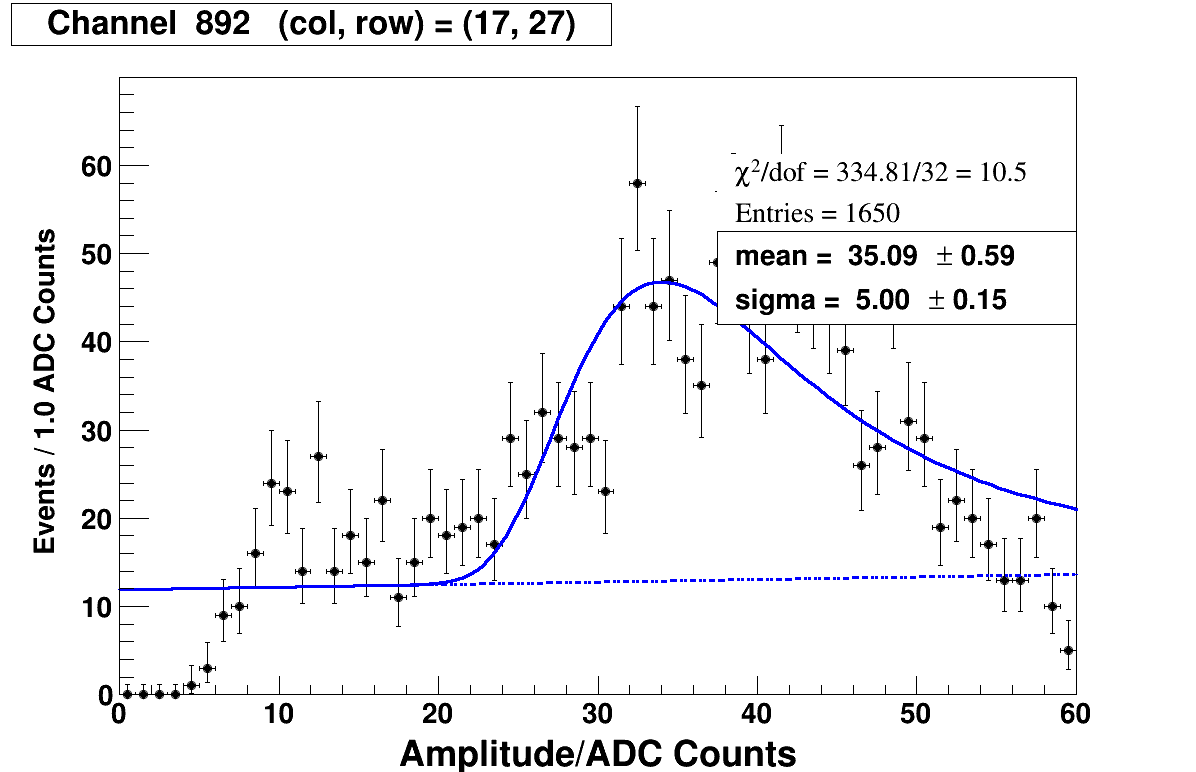 Channel 892 (col, row) = (17, 27)
χ²/dof = 334.81/32 = 10.5
Entries = 1650
mean = 35.09 ± 0.59
sigma = 5.00 ± 0.15
Events / 1.0 ADC Counts
60
50
40
30
20
10
0
0 10 20 30 40 50 60
Amplitude/ADC Counts